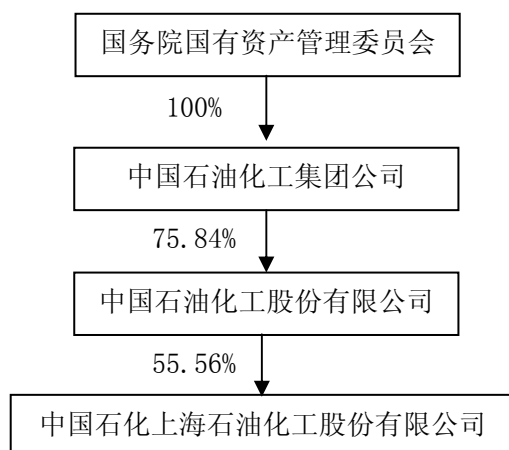 国务院国有资产管理委员会
100%
中国石油化工集团公司
75.84%
中国石油化工股份有限公司
55.56%
中国石化上海石油化工股份有限公司